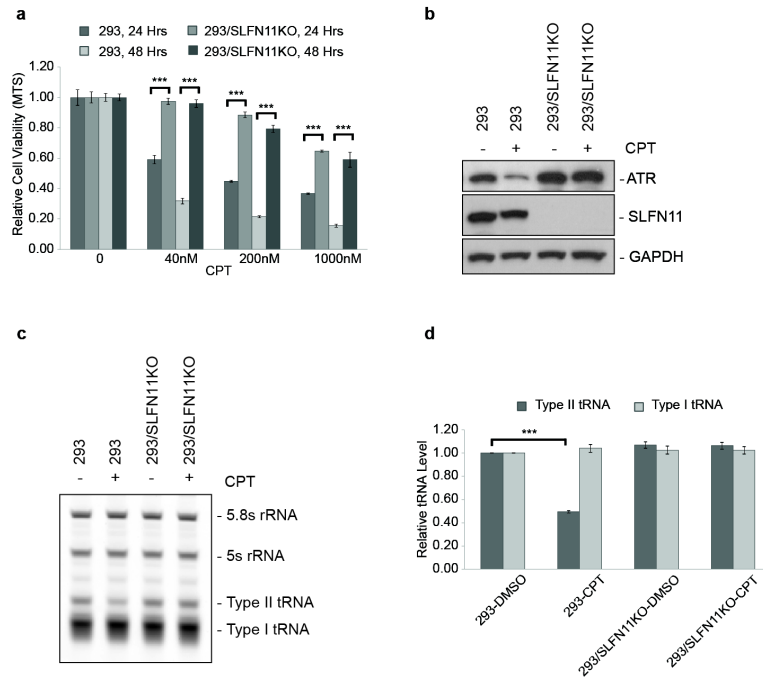 a
293, 24 Hrs
293/SLFN11KO, 24 Hrs
293, 48 Hrs
293/SLFN11KO, 48 Hrs
Relative Cell Viability (MTS)
1.20
1.00
0.80
0.60
0.40
0.20
0.00
*** ***
*** ***
*** ***
0 40nM 200nM 1000nM
CPT
b
293
293
293/SLFN11KO
293/SLFN11KO
- + - + CPT
- ATR
- SLFN11
- GAPDH
c
293
293
293/SLFN11KO
293/SLFN11KO
- + - + CPT
- 5.8s rRNA
- 5s rRNA
- Type II tRNA
- Type I tRNA
d
Type II tRNA Type I tRNA
Relative tRNA Level
1.20
1.00
0.80
0.60
0.40
0.20
0.00
***
293-DMSO
293-CPT
293/SLFN11KO-DMSO
293/SLFN11KO-CPT